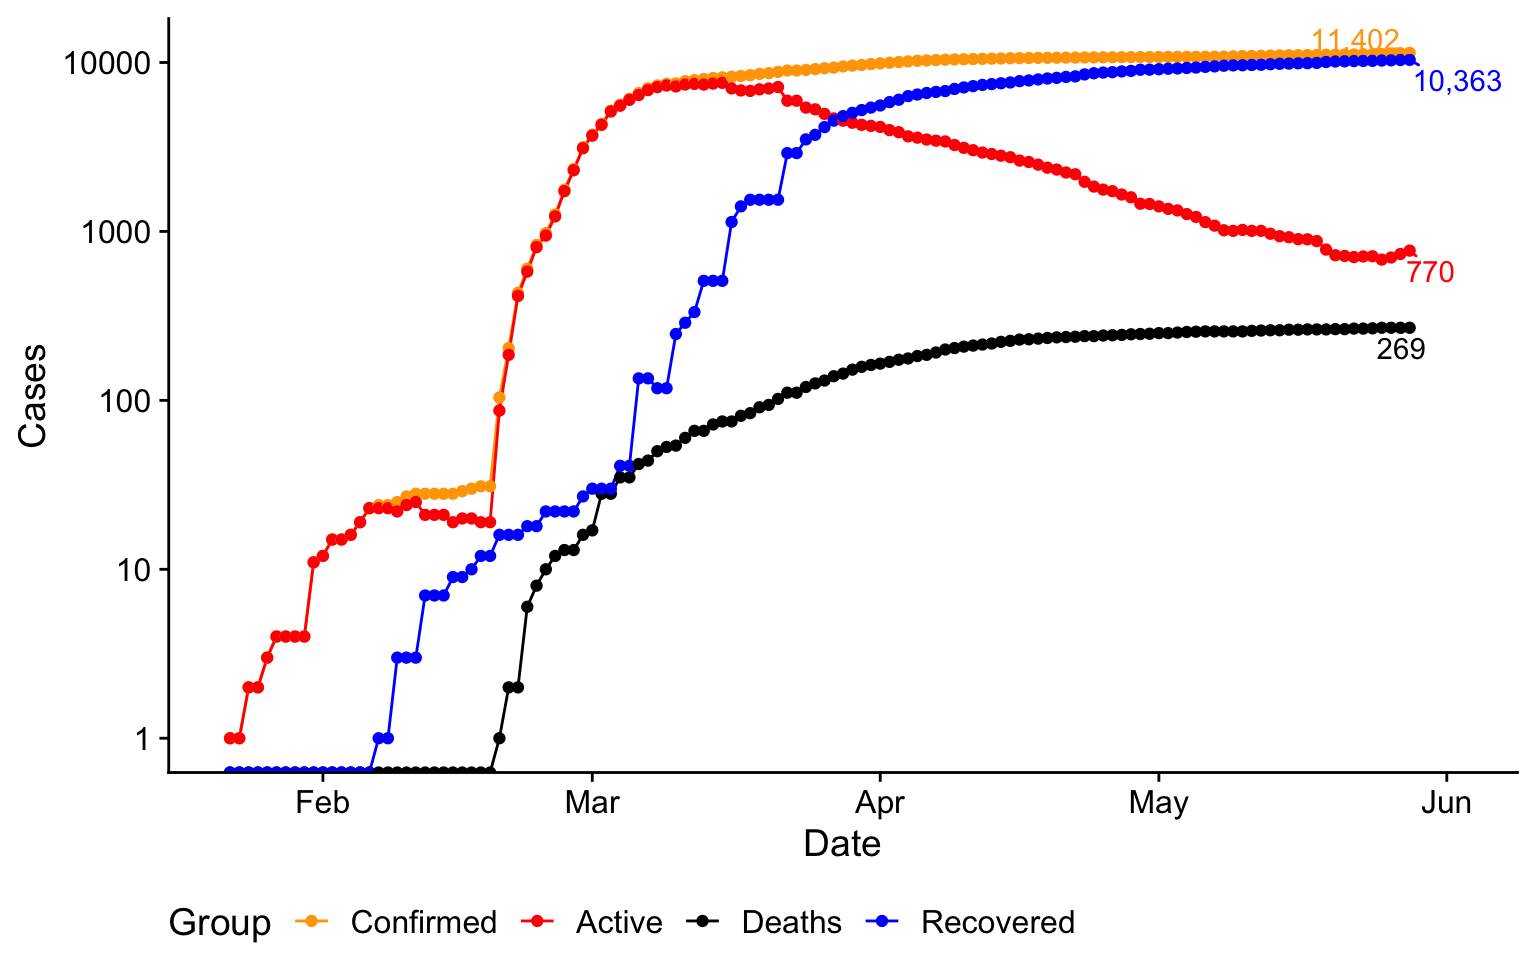 11,402
10000
10,363
1000
770
269
100
10
1
Cases
Feb Mar Apr May Jun
Date
Group Confirmed Active Deaths Recovered